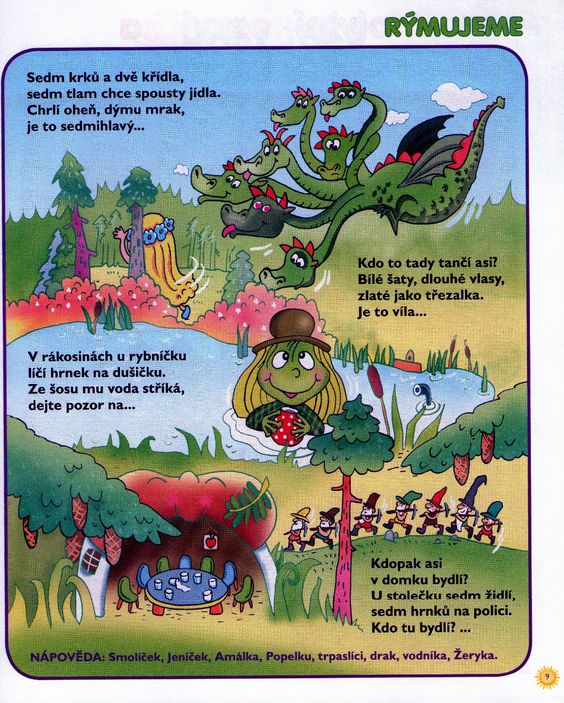 RÝMUJEME
Sedm krků a dvě křídla,
sedm tlam chce spousty jídla.
Chrlí oheň, dýmu mrak,
je to sedmihlavý...
Kdo to tady tančí asi?
Bílé šaty, dlouhé vlasy,
zlaté jako třezalka.
Je to víla...
V rákosinách u rybníčku
líčí hrnek na dušičku.
Ze šosu mu voda stříká,
dejte pozor na...
Kdopak asi
v domku bydlí?
U stolečku sedm židlí,
sedm hrnků na polici.
Kdo tu bydlí? ...
NÁPOVĚDA: Smolíček, Jeníček, Amálka, Popelku, trpaslíci, drak, vodníka, Žeryka.
9